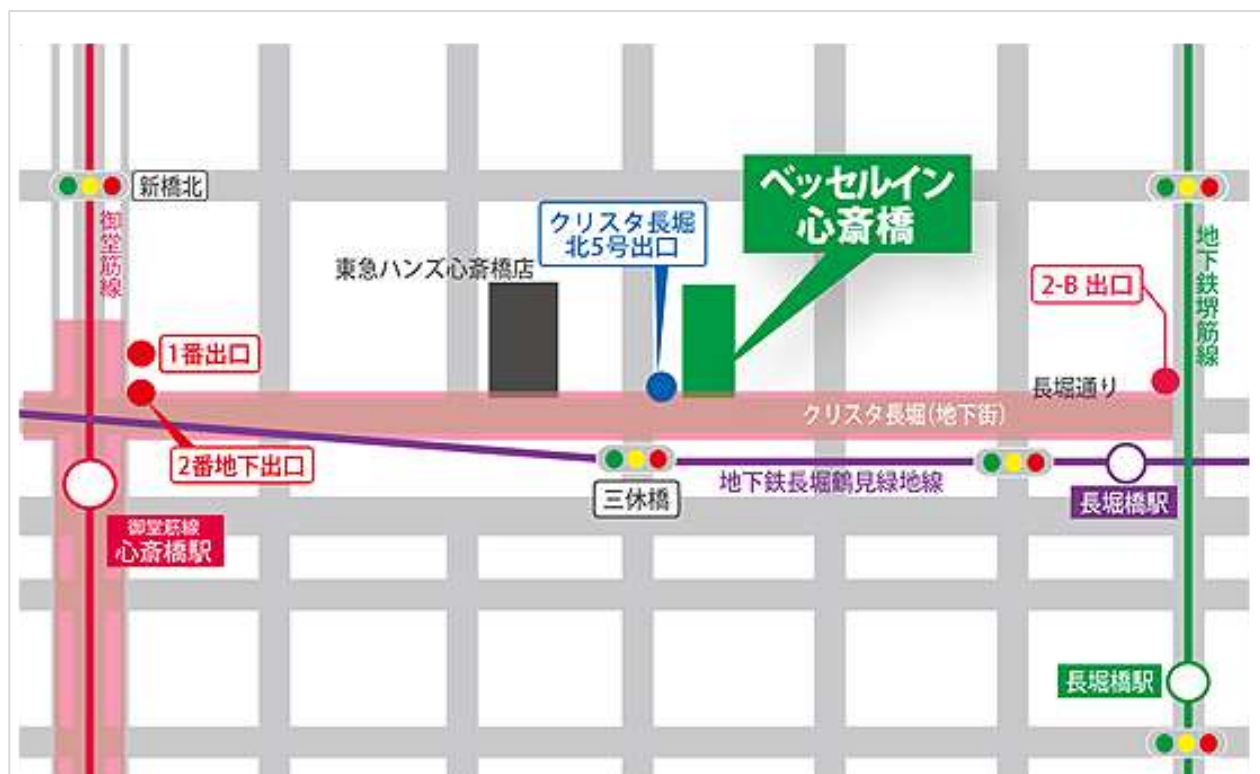 新橋北
御堂筋線
東急ハンズ心斎橋店
クリスタ長堀
北5号出口
ベッセルイン
心斎橋
2-B 出口
地下鉄堺筋線
1番出口
2番地下出口
長堀通り
クリスタ長堀(地下街)
三休橋
地下鉄長堀鶴見緑地線
長堀橋駅
御堂筋線
心斎橋駅
長堀橋駅